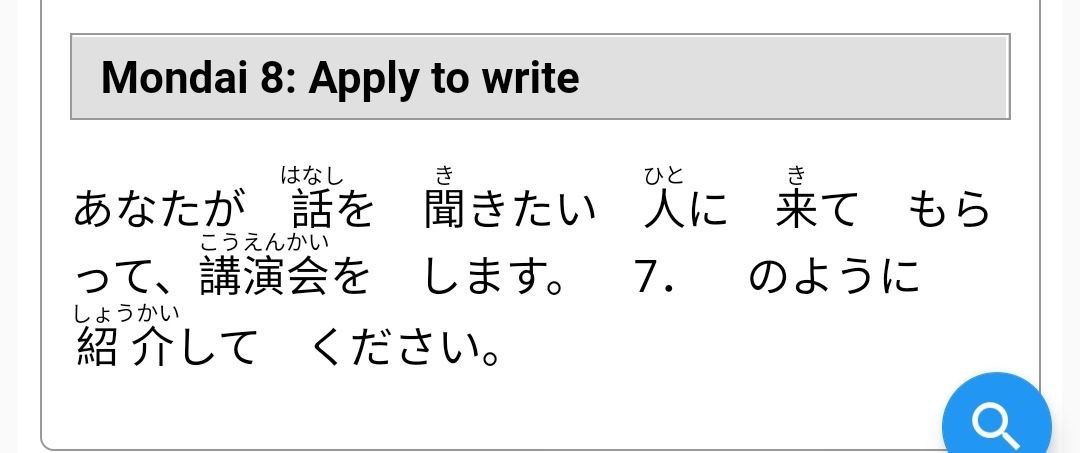 Mondai 8: Apply to write
はなし き ひと き
あなたが 話を 聞きたい 人に 来て もら
こうえんかい
って、講演会を します。 7. のように
しょうかい
紹介して ください。